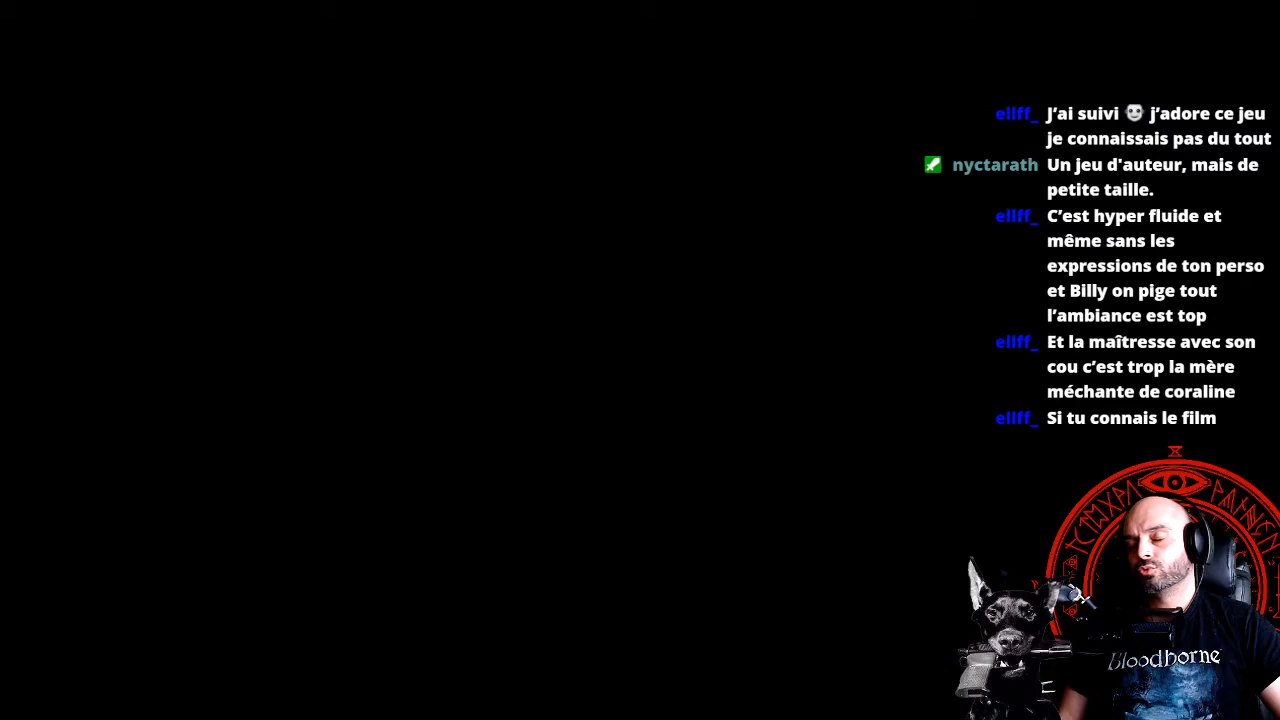 ellff_ J’ai suivi j’adore ce jeu
je connaissais pas du tout
nyctarath Un jeu d'auteur, mais de
petite taille.
ellff_ C’est hyper fluide et
même sans les
expressions de ton perso
et Billy on pige tout
l’ambiance est top
ellff_ Et la maîtresse avec son
cou c’est trop la mère
méchante de coraline
ellff_ Si tu connais le film
Bloodborne